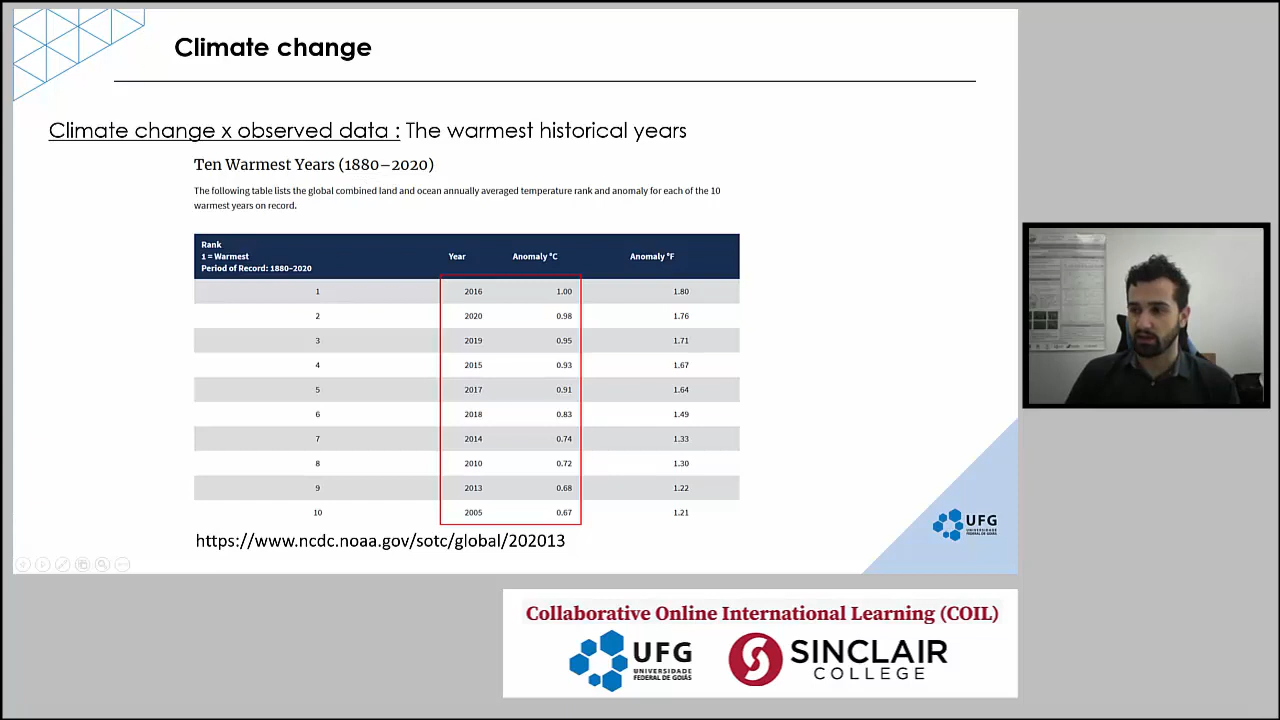 Climate change
Climate change x observed data : The warmest historical years
Ten Warmest Years (1880–2020)
The following table lists the global combined land and ocean annually averaged temperature rank and anomaly for each of the 10
warmest years on record.
Rank
1 = Warmest
Period of Record: 1880–2020 Year Anomaly °C Anomaly °F
1 2016 1.00 1.80
2 2020 0.98 1.76
3 2019 0.95 1.71
4 2015 0.93 1.67
5 2017 0.91 1.64
6 2018 0.83 1.49
7 2014 0.74 1.33
8 2010 0.72 1.30
9 2013 0.68 1.22
10 2005 0.67 1.21
https://www.ncdc.noaa.gov/sotc/global/202013
UFG
UNIVERSIDADE
FEDERAL DE GOIÁS
Collaborative Online International Learning (COIL)
UFG
UNIVERSIDADE
FEDERAL DE GOIÁS
SINCLAIR
COLLEGE